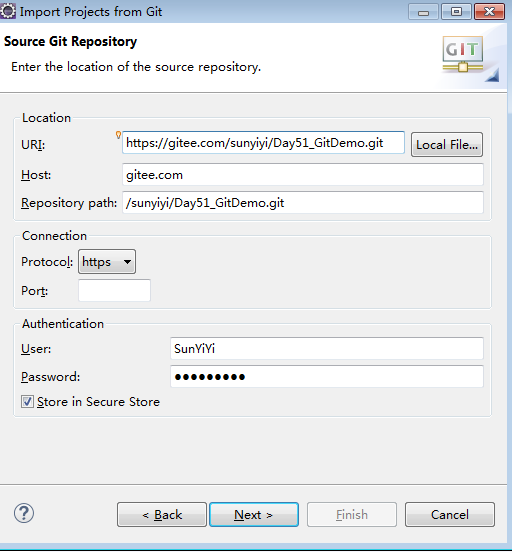 Import Projects from Git
Source Git Repository
Enter the location of the source repository.
GIT
Location
URI: https://gitee.com/sunyiyi/Day51_GitDemo.git Local File...
Host: gitee.com
Repository path: /sunyiyi/Day51_GitDemo.git
Connection
Protocol: https
Port:
Authentication
User: SunYiYi
Password: ●●●●●●●●●
Store in Secure Store
? < Back Next > Finish Cancel